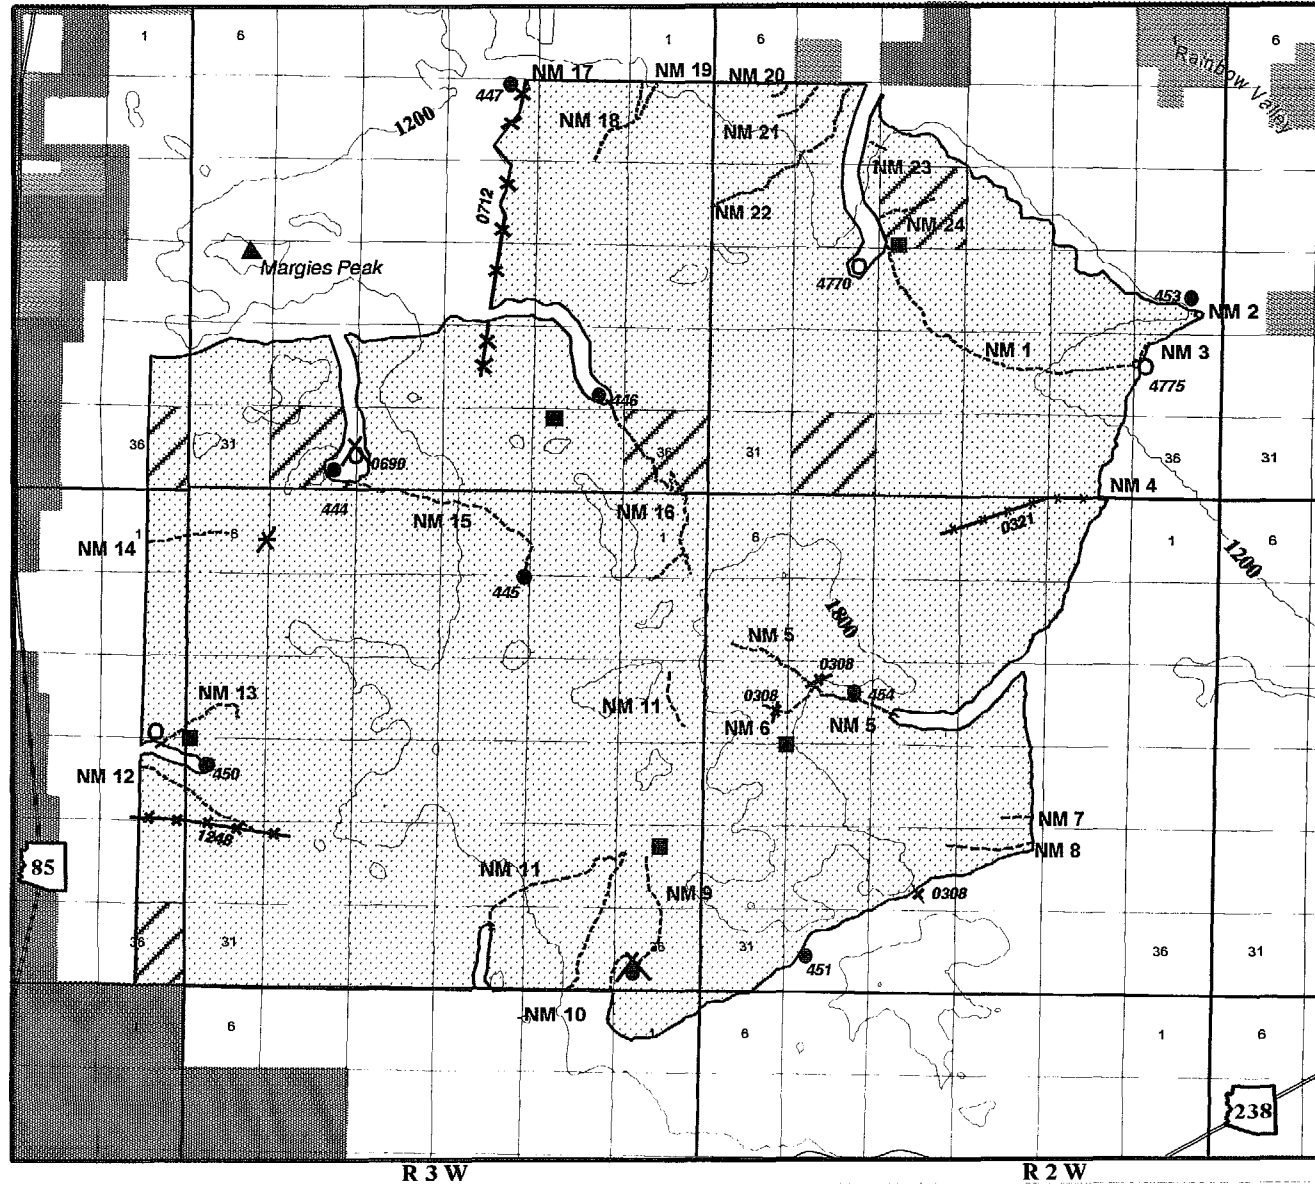 1 6 1 6 1 6
Rainbow Valley
NM 17 NM 19 NM 20
447
1200
NM 18
NM 21
NM 23
0712
NM 22
NM 24
Margies Peak
4770
453
NM 2
NM 1
NM 3
4775
446
36 31 36 31 36 31
0690
444
NM 4
NM 15
NM 16
0321
NM 14
1 6 1 6 1 6
1200
445
1800
NM 5
0308
NM 13
0308
454
NM 11
NM 6
NM 5
NM 12
450
1248
NM 7
NM 8
85
NM 11
NM 9
0308
36 31 36 31 36 31
451
NM 10
1 6 1 6 1 6
238
R 3 W R 2 W